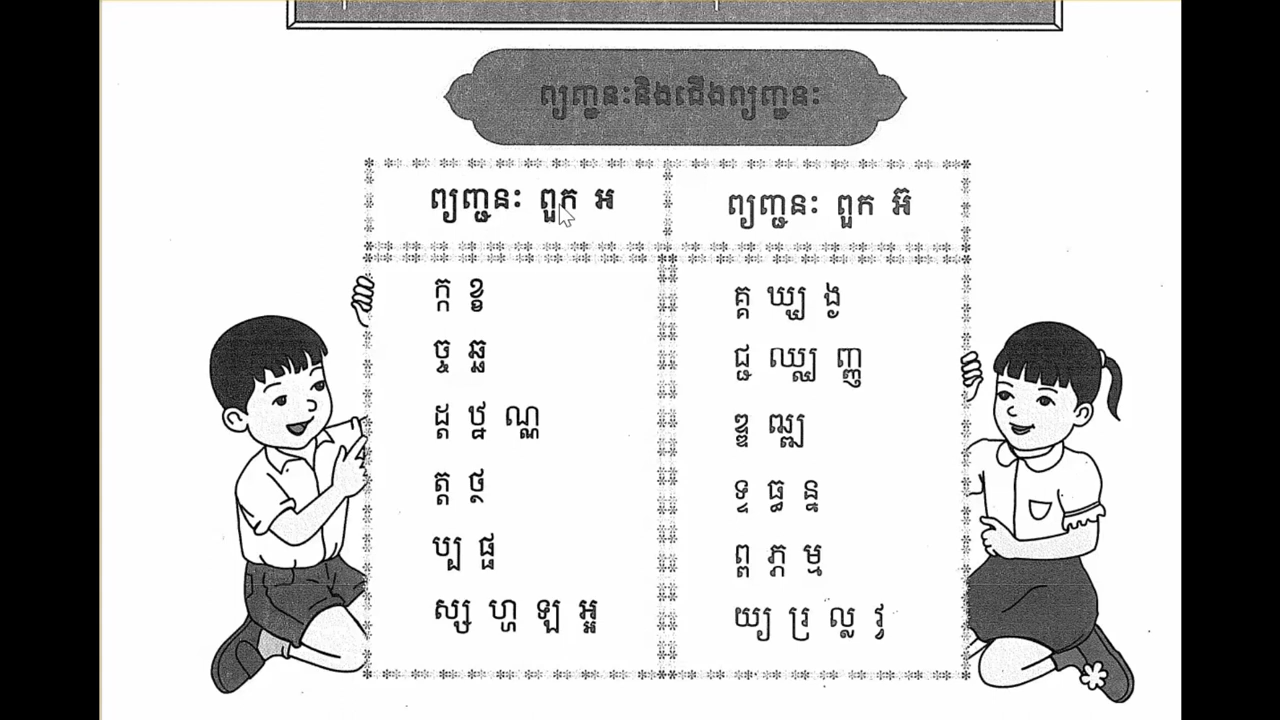 ព្យញ្ជនៈនិងជើងព្យញ្ជនៈ
ព្យញ្ជនៈ ពួក អ
ព្យញ្ជនៈ ពួក អ៊
ក្ក ខ្ខ
ច្ច ឆ្ឆ
ដ្ដ ឋ្ឋ ណ្ណ
ត្ត ថ្ថ
ប្ប ផ្ផ
ស្ស ហ្ហ ឡ អ្អ
គ្គ ឃ្ឃ ង្ង
ជ្ជ ឈ្ឈ ញ្ញ
ឌ្ឌ ឍ្ឍ
ទ្ទ ធ្ធ ន្ន
ព្ព ភ្ភ ម្ម
យ្យ រ្រ ល្ល វ្វ